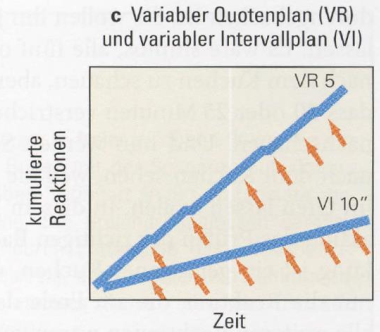 c Variabler Quotenplan (VR)
und variabler Intervallplan (VI)
VR 5
kumulierte
Reaktionen
VI 10”
Zeit